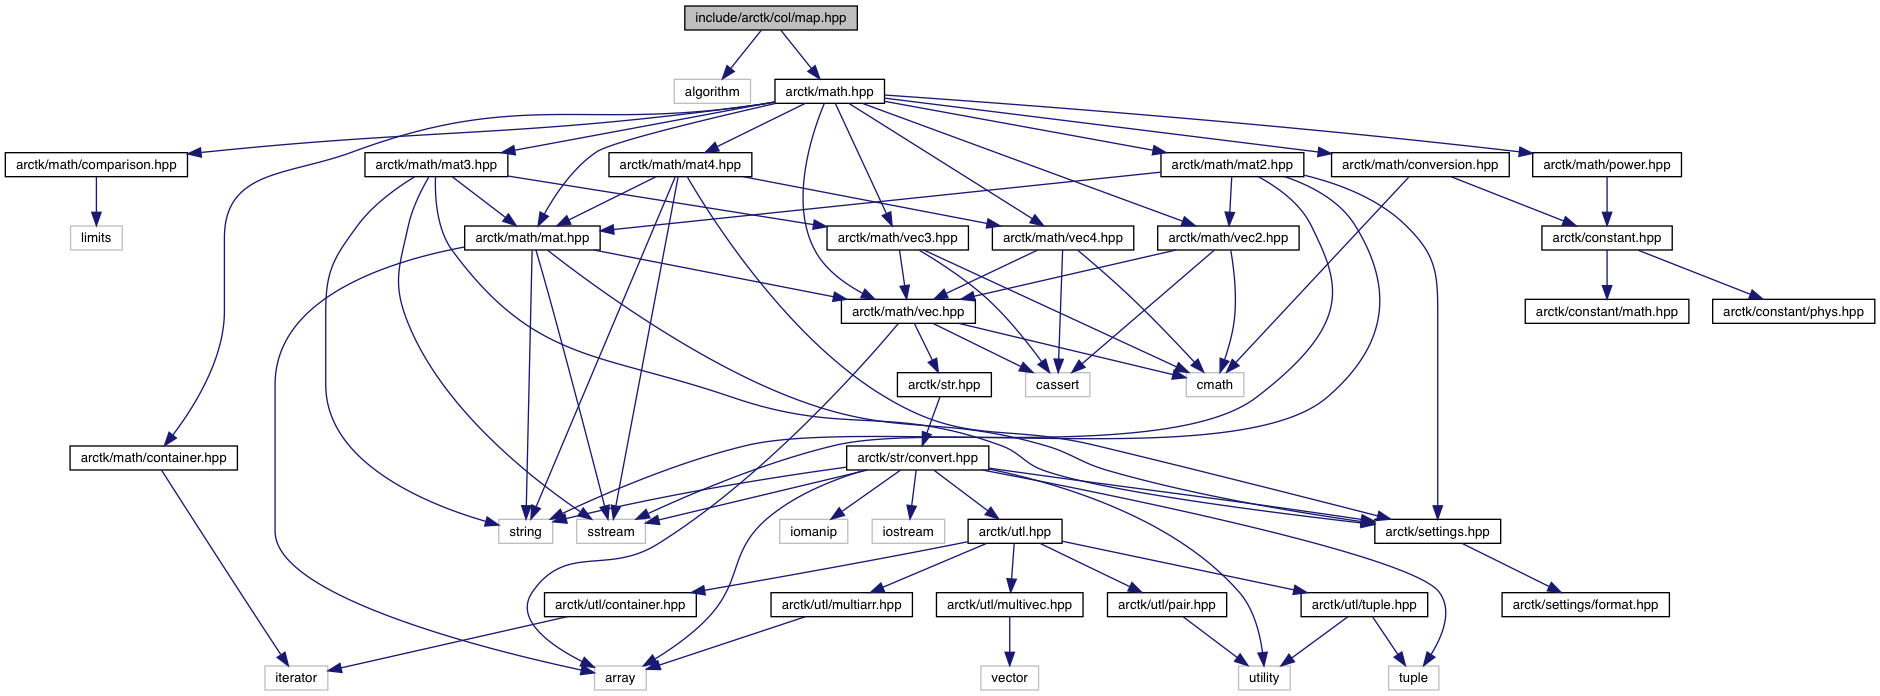 include/arctk/col/map.hpp
algorithm
arctk/math.hpp
arctk/math/comparison.hpp
arctk/math/mat3.hpp
arctk/math/mat4.hpp
arctk/math/mat2.hpp
arctk/math/conversion.hpp
arctk/math/power.hpp
limits
arctk/math/mat.hpp
arctk/math/vec3.hpp
arctk/math/vec4.hpp
arctk/math/vec2.hpp
arctk/constant.hpp
arctk/math/vec.hpp
arctk/constant/math.hpp
arctk/constant/phys.hpp
arctk/str.hpp
cassert
cmath
arctk/math/container.hpp
arctk/str/convert.hpp
string
sstream
iomanip
iostream
arctk/utl.hpp
arctk/settings.hpp
arctk/utl/container.hpp
arctk/utl/multiarr.hpp
arctk/utl/multivec.hpp
arctk/utl/pair.hpp
arctk/utl/tuple.hpp
arctk/settings/format.hpp
iterator
array
vector
utility
tuple